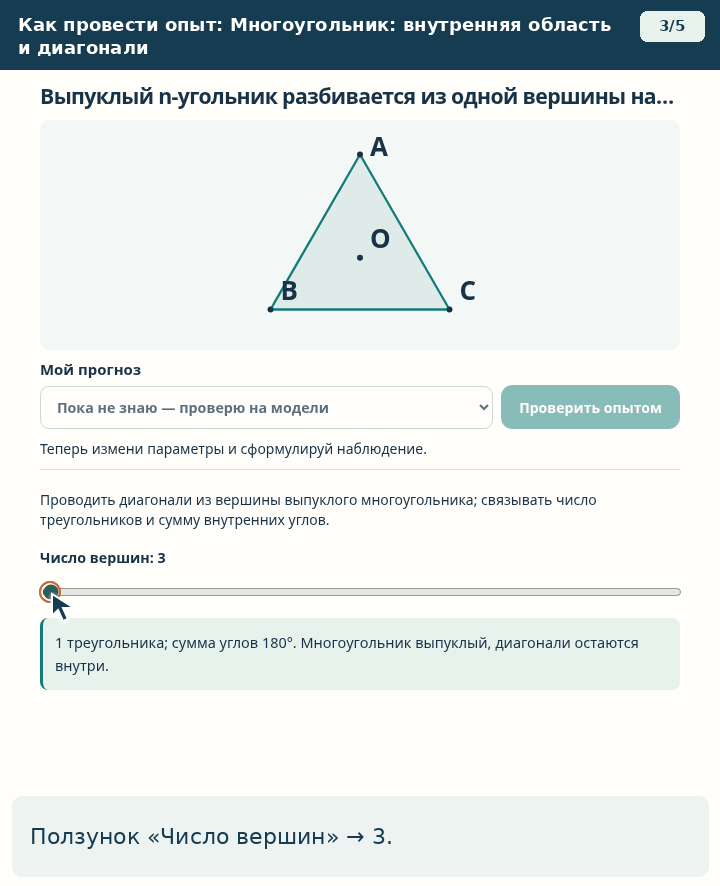 Как провести опыт: Многоугольник: внутренняя область
и диагонали
3/5
Выпуклый n-угольник разбивается из одной вершины на...
A
O
B
C
Мой прогноз
Пока не знаю — проверю на модели
Проверить опытом
Теперь измени параметры и сформулируй наблюдение.
Проводить диагонали из вершины выпуклого многоугольника; связывать число
треугольников и сумму внутренних углов.
Число вершин: 3
1 треугольника; сумма углов 180°. Многоугольник выпуклый, диагонали остаются
внутри.
Ползунок «Число вершин» → 3.